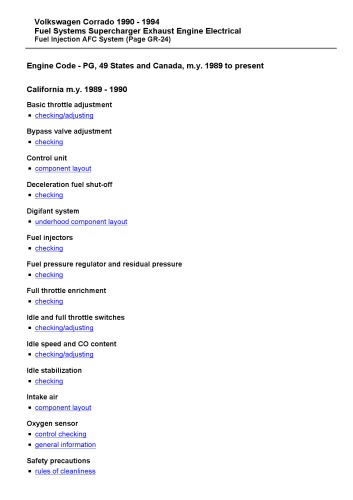 Volkswagen Corrado 1990 - 1994
Fuel Systems Supercharger Exhaust Engine Electrical
Fuel Injection AFC System (Page GR-24)
Engine Code - PG, 49 States and Canada, m.y. 1989 to present
California m.y. 1989 - 1990
Basic throttle adjustment
▪ checking/adjusting
Bypass valve adjustment
▪ checking
Control unit
▪ component layout
Deceleration fuel shut-off
▪ checking
Digifant system
▪ underhood component layout
Fuel injectors
▪ checking
Fuel pressure regulator and residual pressure
▪ checking
Full throttle enrichment
▪ checking
Idle and full throttle switches
▪ checking/adjusting
Idle speed and CO content
▪ checking/adjusting
Idle stabilization
▪ checking
Intake air
▪ component layout
Oxygen sensor
▪ control checking
▪ general information
Safety precautions
▪ rules of cleanliness